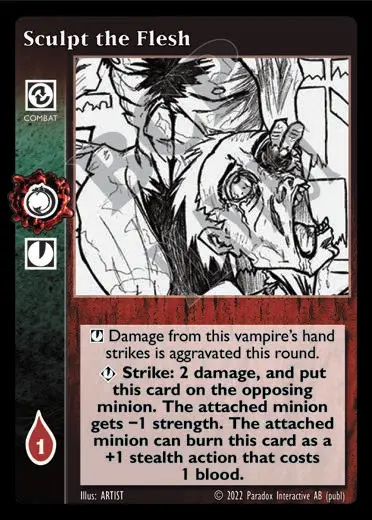 Sculpt the Flesh
COMBAT
Damage from this vampire's hand
strikes is aggravated this round.
Strike: 2 damage, and put
this card on the opposing
minion. The attached minion
gets −1 strength. The attached
minion can burn this card as a
+1 stealth action that costs
1 blood.
1
Illus: ARTIST
© 2022 Paradox Interactive AB (publ)